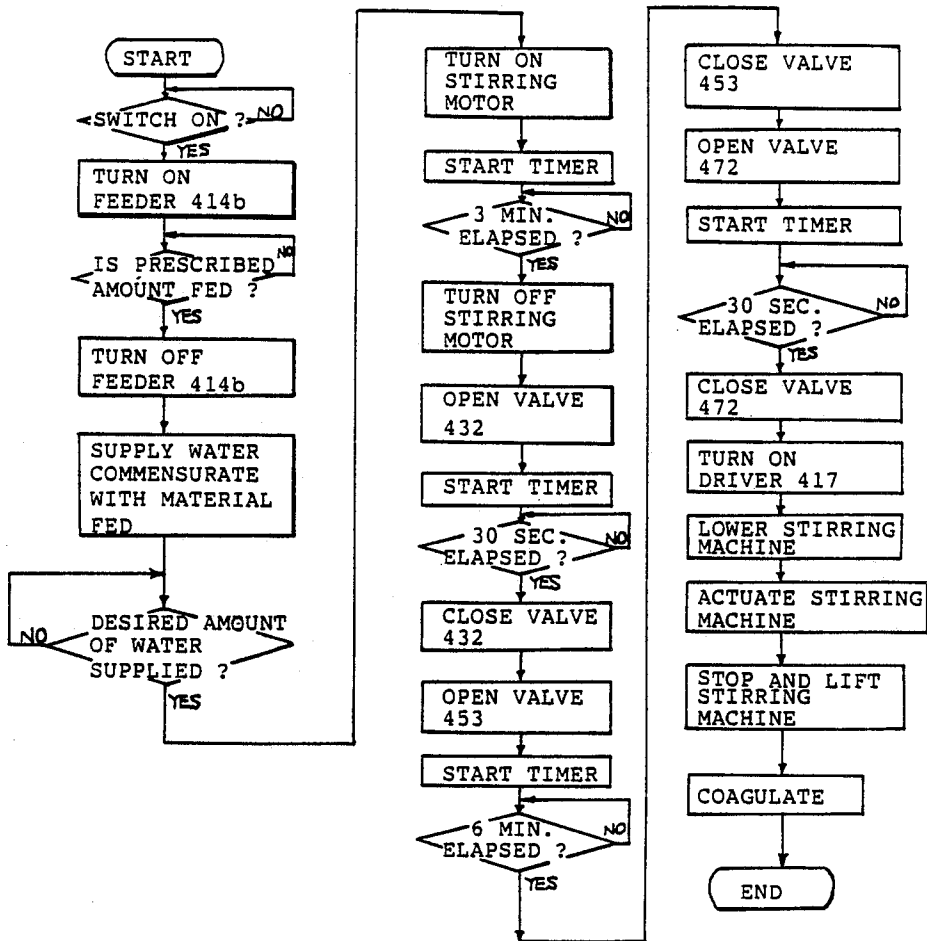 START
SWITCH ON ?
NO
YES
TURN ON
FEEDER 414b
IS PRESCRIBED
AMOUNT FED ?
NO
YES
TURN OFF
FEEDER 414b
SUPPLY WATER
COMMENSURATE
WITH MATERIAL
FED
DESIRED AMOUNT
OF WATER
SUPPLIED ?
NO
YES
TURN ON
STIRRING
MOTOR
START TIMER
3 MIN.
ELAPSED ?
NO
YES
TURN OFF
STIRRING
MOTOR
OPEN VALVE
432
START TIMER
30 SEC.
ELAPSED ?
NO
YES
CLOSE VALVE
432
OPEN VALVE
453
START TIMER
6 MIN.
ELAPSED ?
NO
YES
CLOSE VALVE
453
OPEN VALVE
472
START TIMER
30 SEC.
ELAPSED ?
NO
YES
CLOSE VALVE
472
TURN ON
DRIVER 417
LOWER STIRRING
MACHINE
ACTUATE STIRRING
MACHINE
STOP AND LIFT
STIRRING
MACHINE
COAGULATE
END